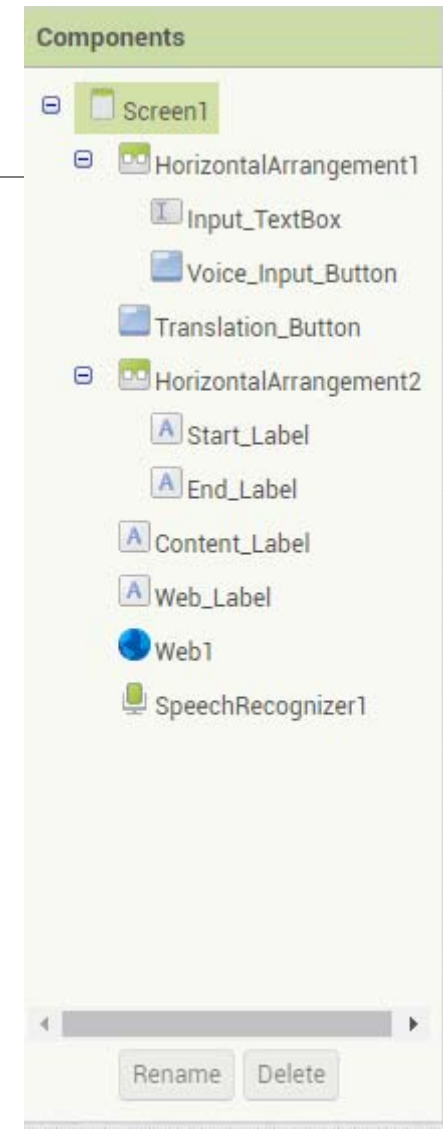 Components
Screen1
HorizontalArrangement1
Input_TextBox
Voice_Input_Button
Translation_Button
HorizontalArrangement2
Start_Label
End_Label
Content_Label
Web_Label
Web1
SpeechRecognizer1
Rename Delete